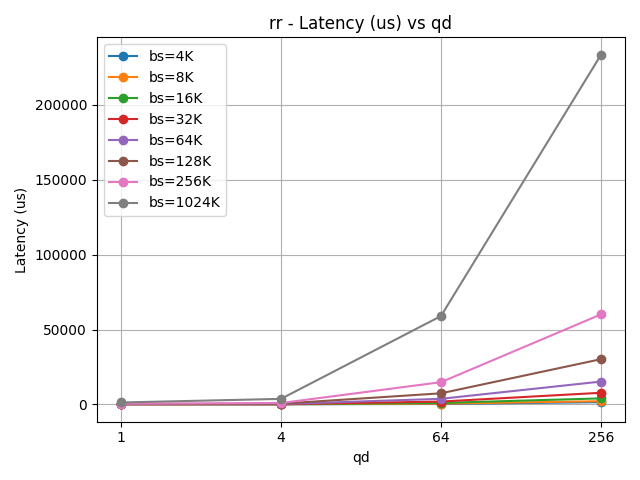 rr - Latency (us) vs qd
bs=4K
bs=8K
bs=16K
bs=32K
bs=64K
bs=128K
bs=256K
bs=1024K
Latency (us)
200000
150000
100000
50000
0
1 4 64 256
qd